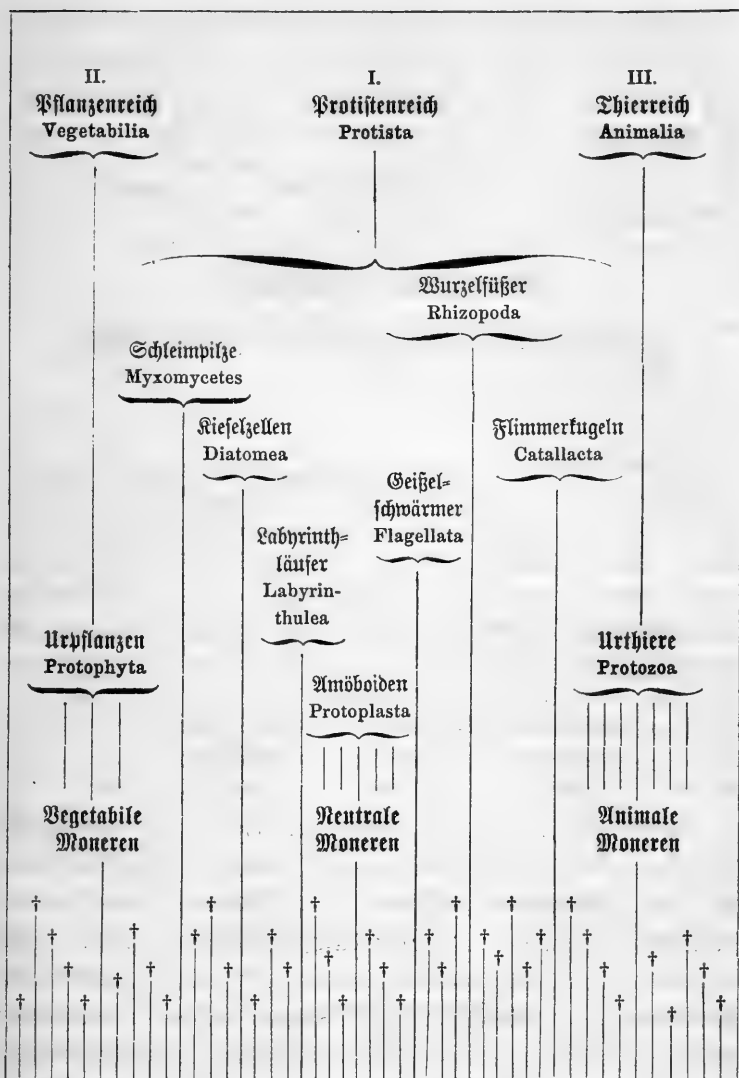 II.
Pflanzenreich
Vegetabilia
I.
Protistenreich
Protista
III.
Thierreich
Animalia
Wurzelfüßer
Rhizopoda
Schleimpilze
Myxomycetes
Kieselzellen
Diatomea
Flimmerkugeln
Catallacta
Geißel=
schwärmer
Flagellata
Labyrinth=
läufer
Labyrin-
thulea
Urpflanzen
Protophyta
Amöboiden
Protoplasta
Urthiere
Protozoa
Vegetabile
Moneren
Neutrale
Moneren
Animale
Moneren